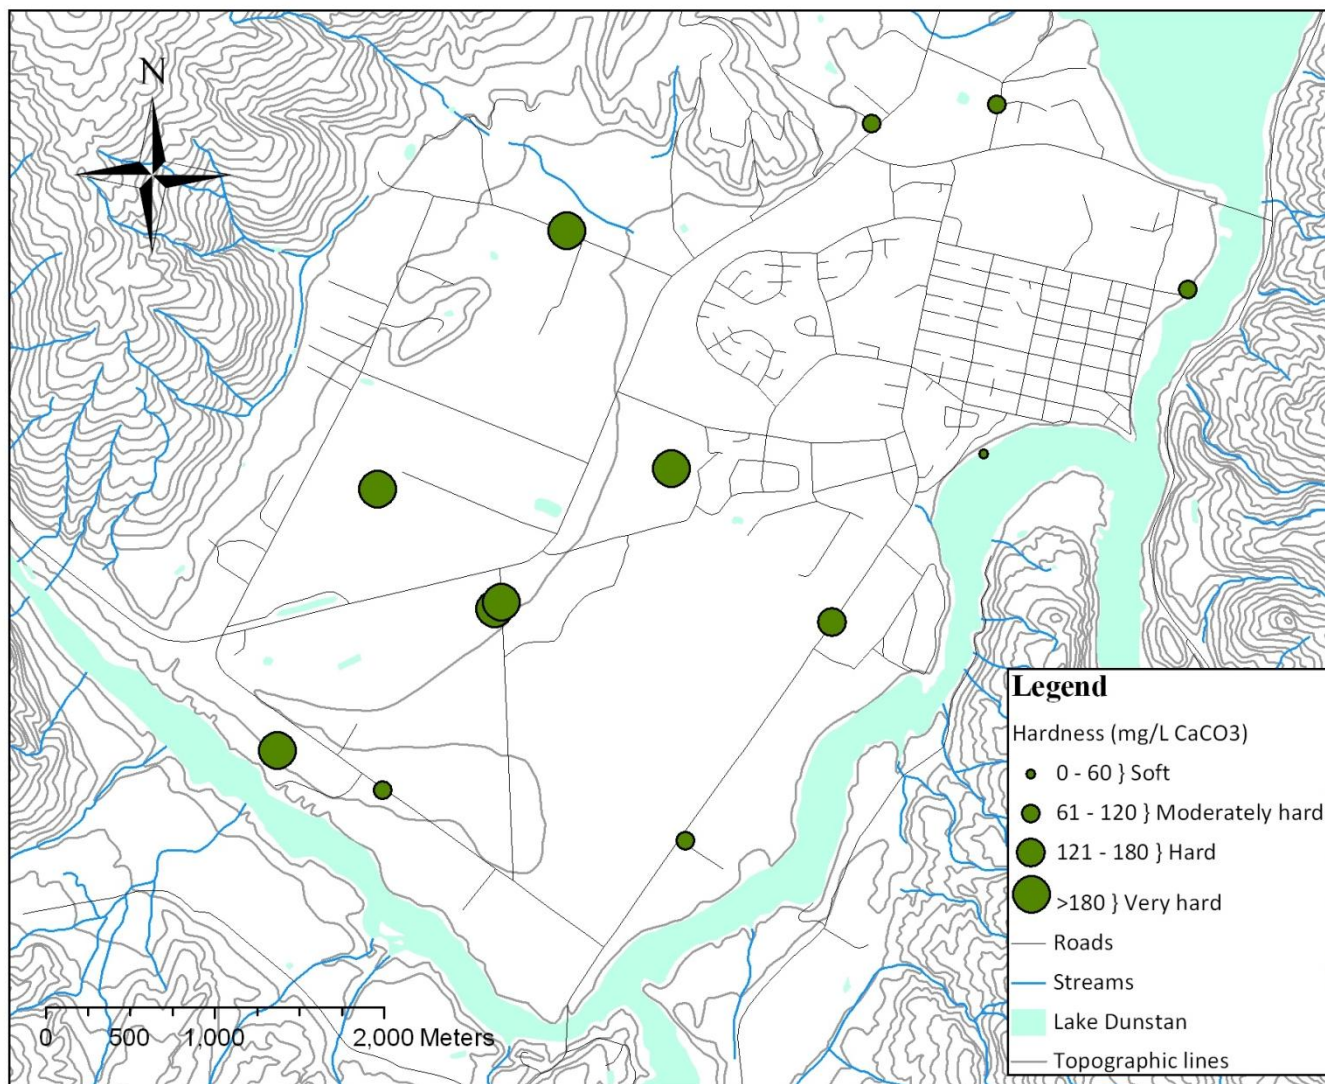 N
Legend
Hardness (mg/L CaCO3)
0 - 60 } Soft
61 - 120 } Moderately hard
121 - 180 } Hard
>180 } Very hard
Roads
Streams
Lake Dunstan
Topographic lines
0 500 1,000 2,000 Meters